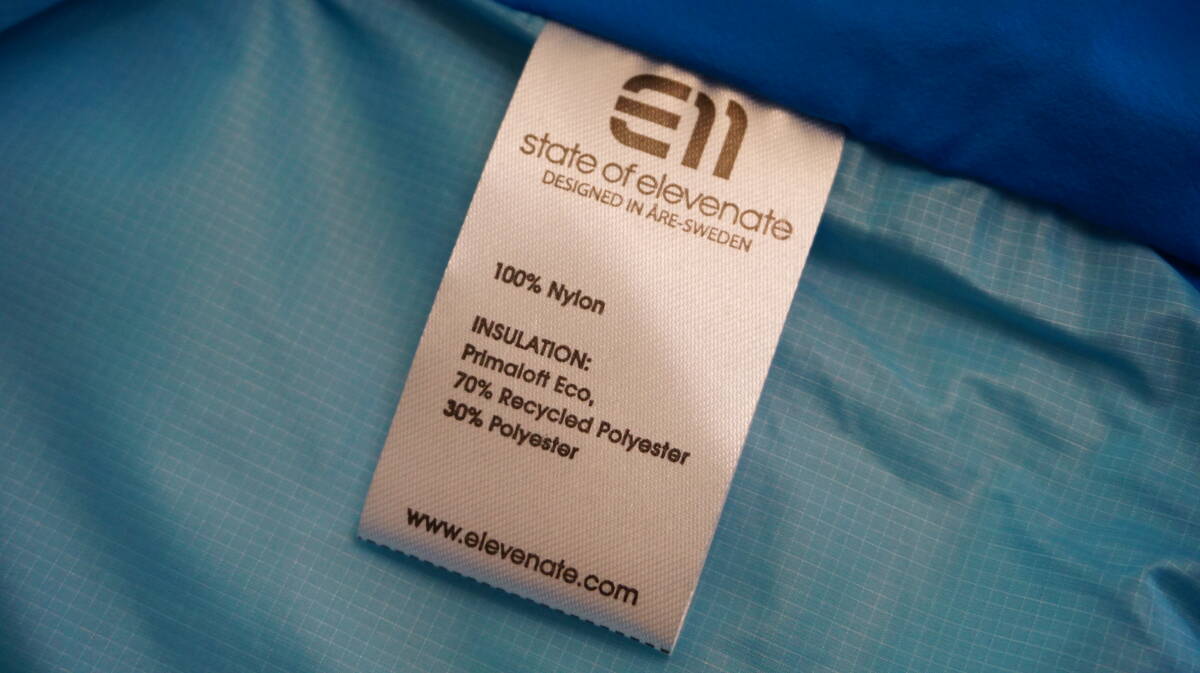 E11
state of elevenate
DESIGNED IN ÅRE-SWEDEN
100% Nylon
INSULATION:
Primaloft Eco,
70% Recycled Polyester
30% Polyester
www.elevenate.com